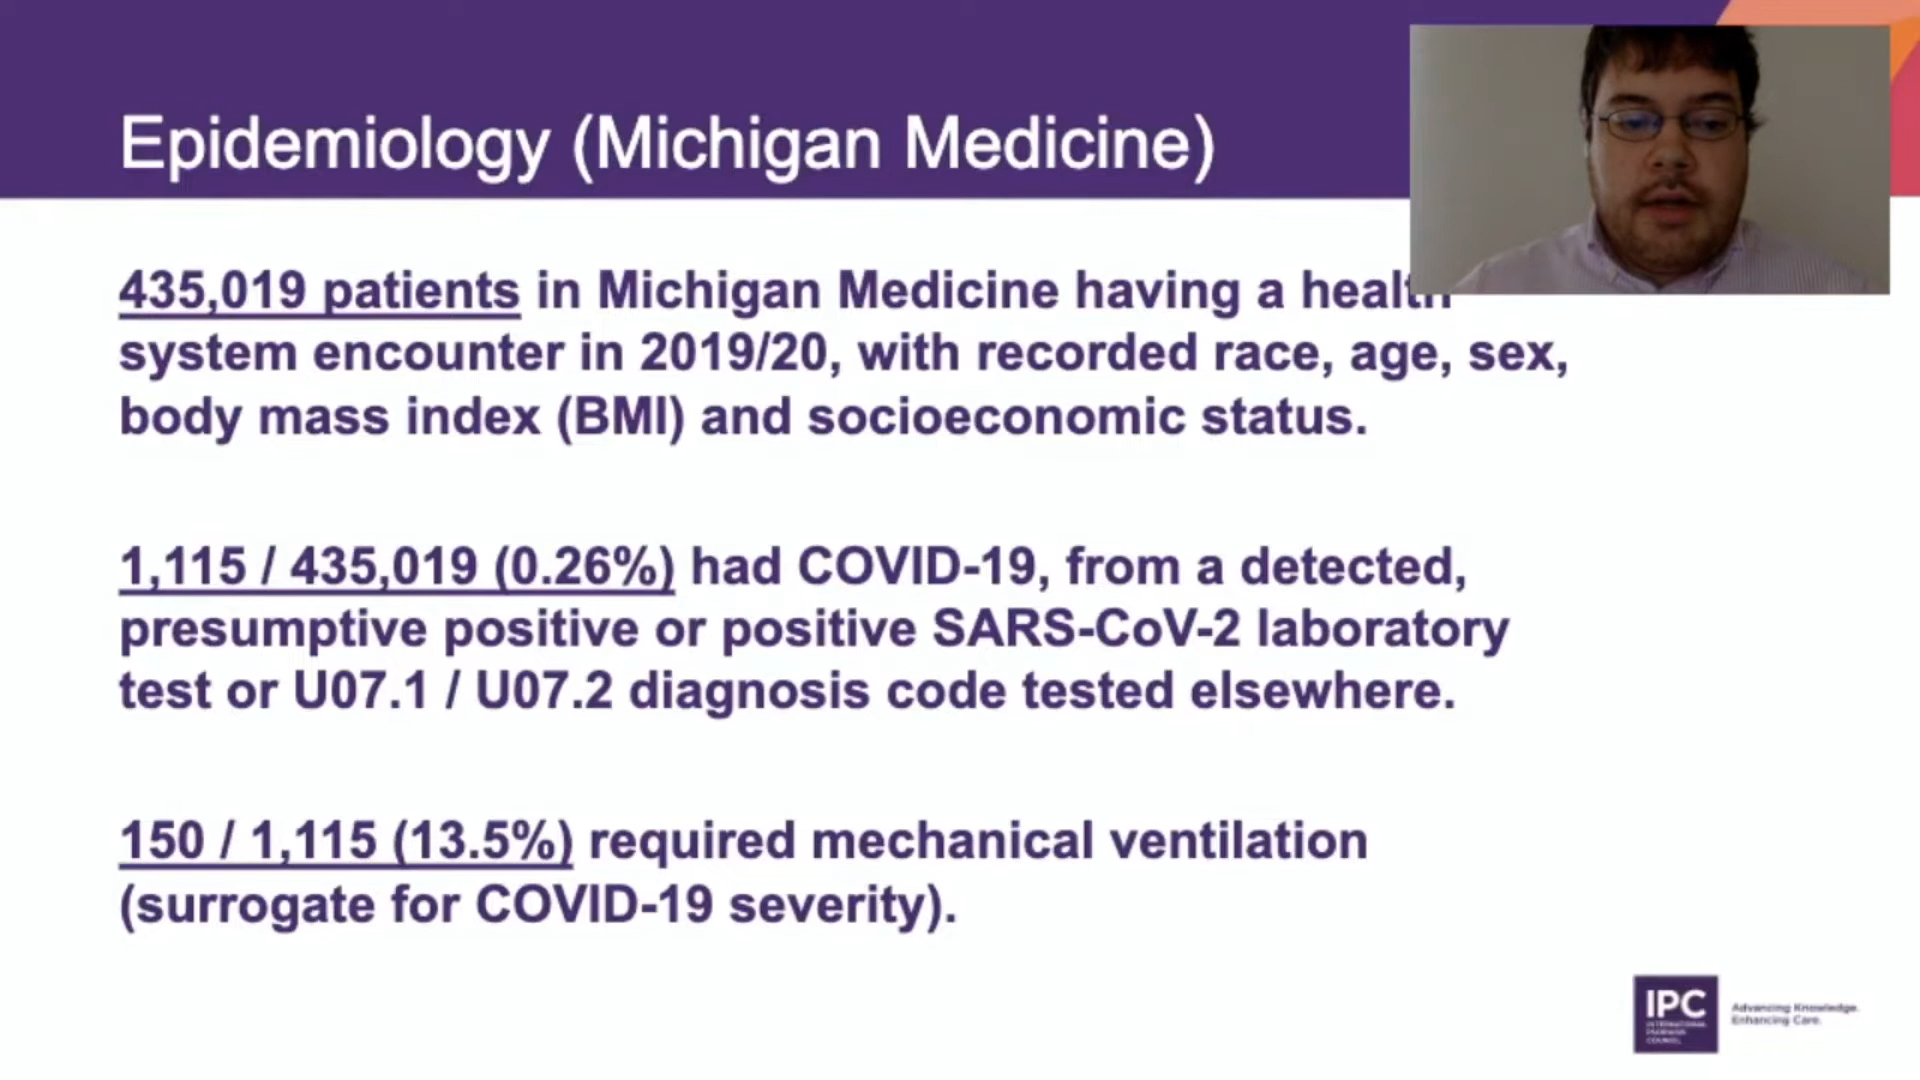 Epidemiology (Michigan Medicine)
435,019 patients in Michigan Medicine having a health
system encounter in 2019/20, with recorded race, age, sex,
body mass index (BMI) and socioeconomic status.
1,115 / 435,019 (0.26%) had COVID-19, from a detected,
presumptive positive or positive SARS-CoV-2 laboratory
test or U07.1 / U07.2 diagnosis code tested elsewhere.
150 / 1,115 (13.5%) required mechanical ventilation
(surrogate for COVID-19 severity).
IPC
INTERNATIONAL
PSORIASIS
COUNCIL
Advancing Knowledge.
Enhancing Care.